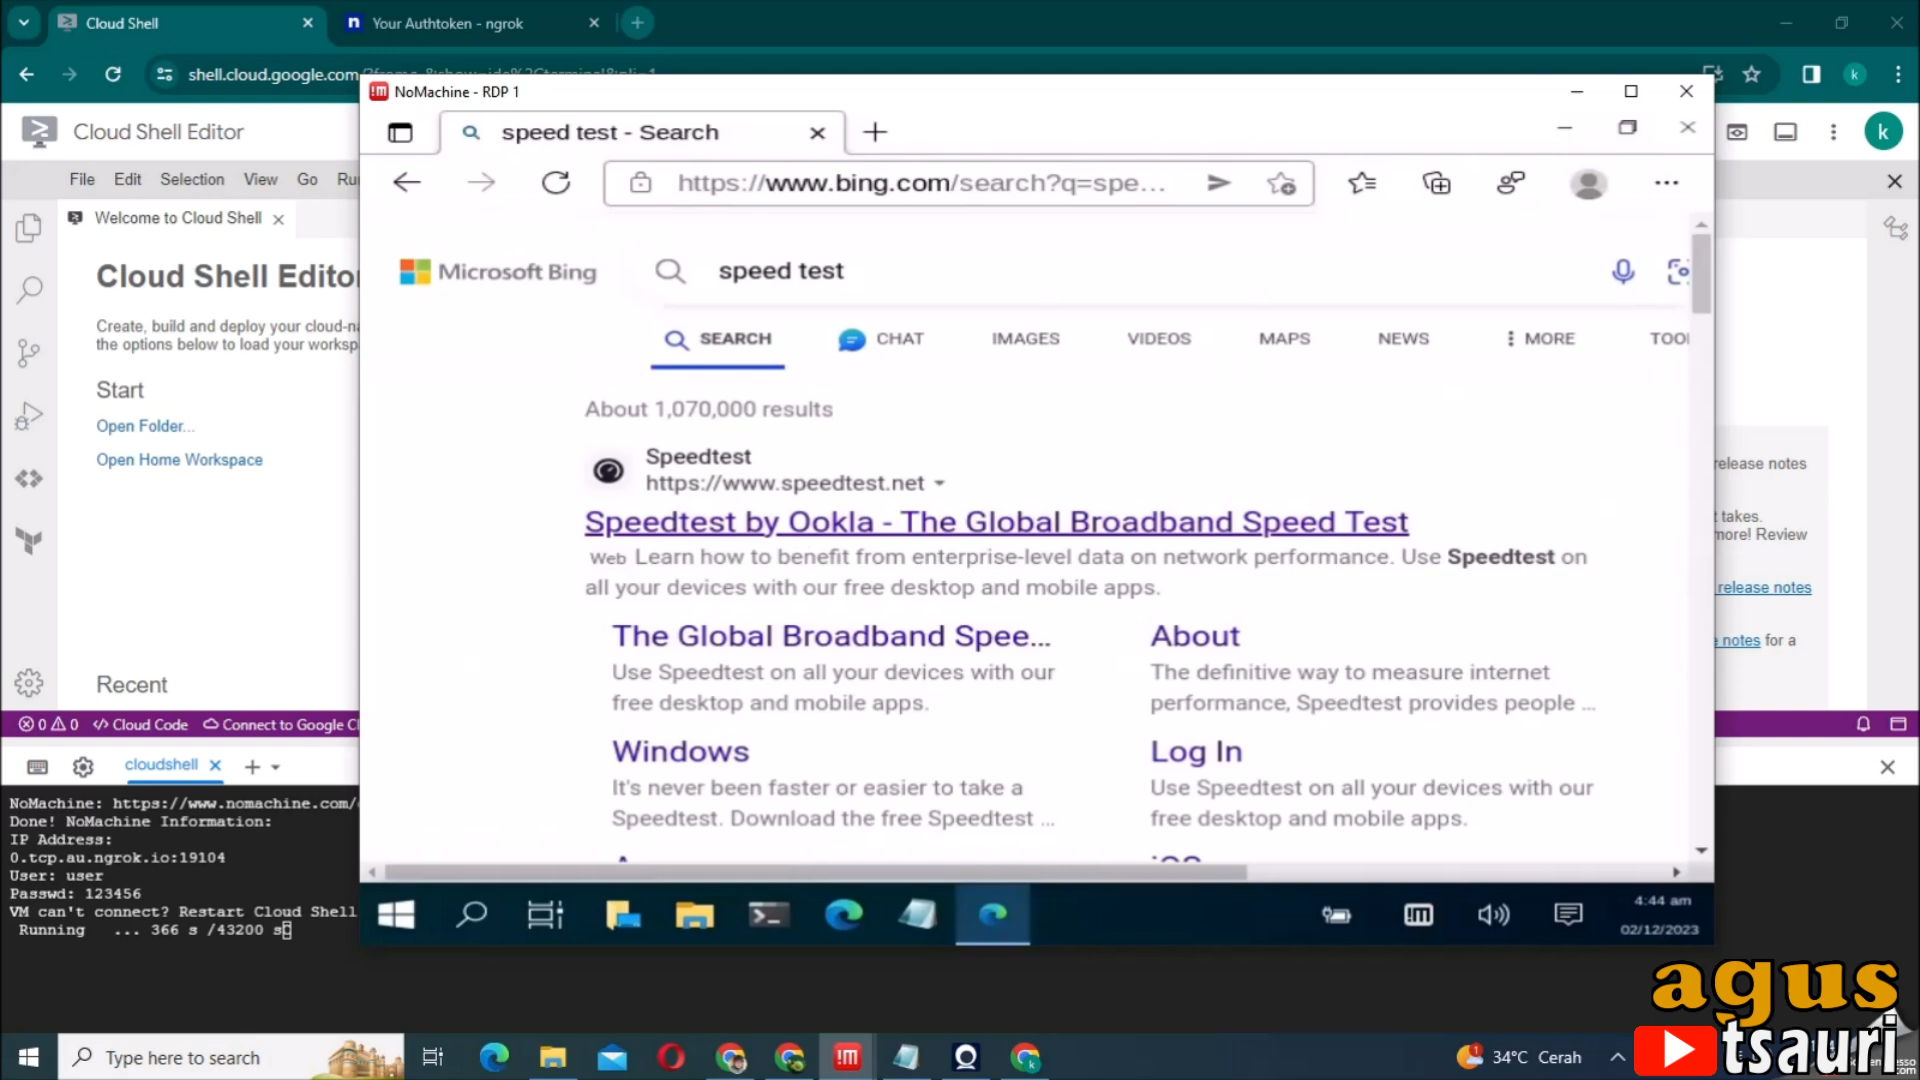 Cloud Shell
Your Authtoken - ngrok
shell.cloud.google.com
NoMachine - RDP 1
Cloud Shell Editor
k
speed test - Search
https://www.bing.com/search?q=spe...
File Edit Selection View Go Ru
Welcome to Cloud Shell
Cloud Shell Edito
Create, build and deploy your cloud-n
the options below to load your worksp
Start
Open Folder...
Open Home Workspace
Recent
Microsoft Bing
speed test
SEARCH
CHAT
IMAGES
VIDEOS
MAPS
NEWS
MORE
TOO
About 1,070,000 results
Speedtest
https://www.speedtest.net
Speedtest by Ookla - The Global Broadband Speed Test
Web Learn how to benefit from enterprise-level data on network performance. Use Speedtest on
all your devices with our free desktop and mobile apps.
The Global Broadband Spee...
Use Speedtest on all your devices with our
free desktop and mobile apps.
About
The definitive way to measure internet
performance, Speedtest provides people ...
Windows
It's never been faster or easier to take a
Speedtest. Download the free Speedtest ...
Log In
Use Speedtest on all your devices with our
free desktop and mobile apps.
elease notes
takes.
more! Review
release notes
notes for a
0 0 Cloud Code Connect to Google Cl
cloudshell
NoMachine: https://www.nomachine.com/
Done! NoMachine Information:
IP Address:
0.tcp.au.ngrok.io:19104
User: user
Passwd: 123456
VM can't connect? Restart Cloud Shell
Running ... 366 s /43200 s
4:44 am
02/12/2023
Type here to search
34°C Cerah
agus
tsauri